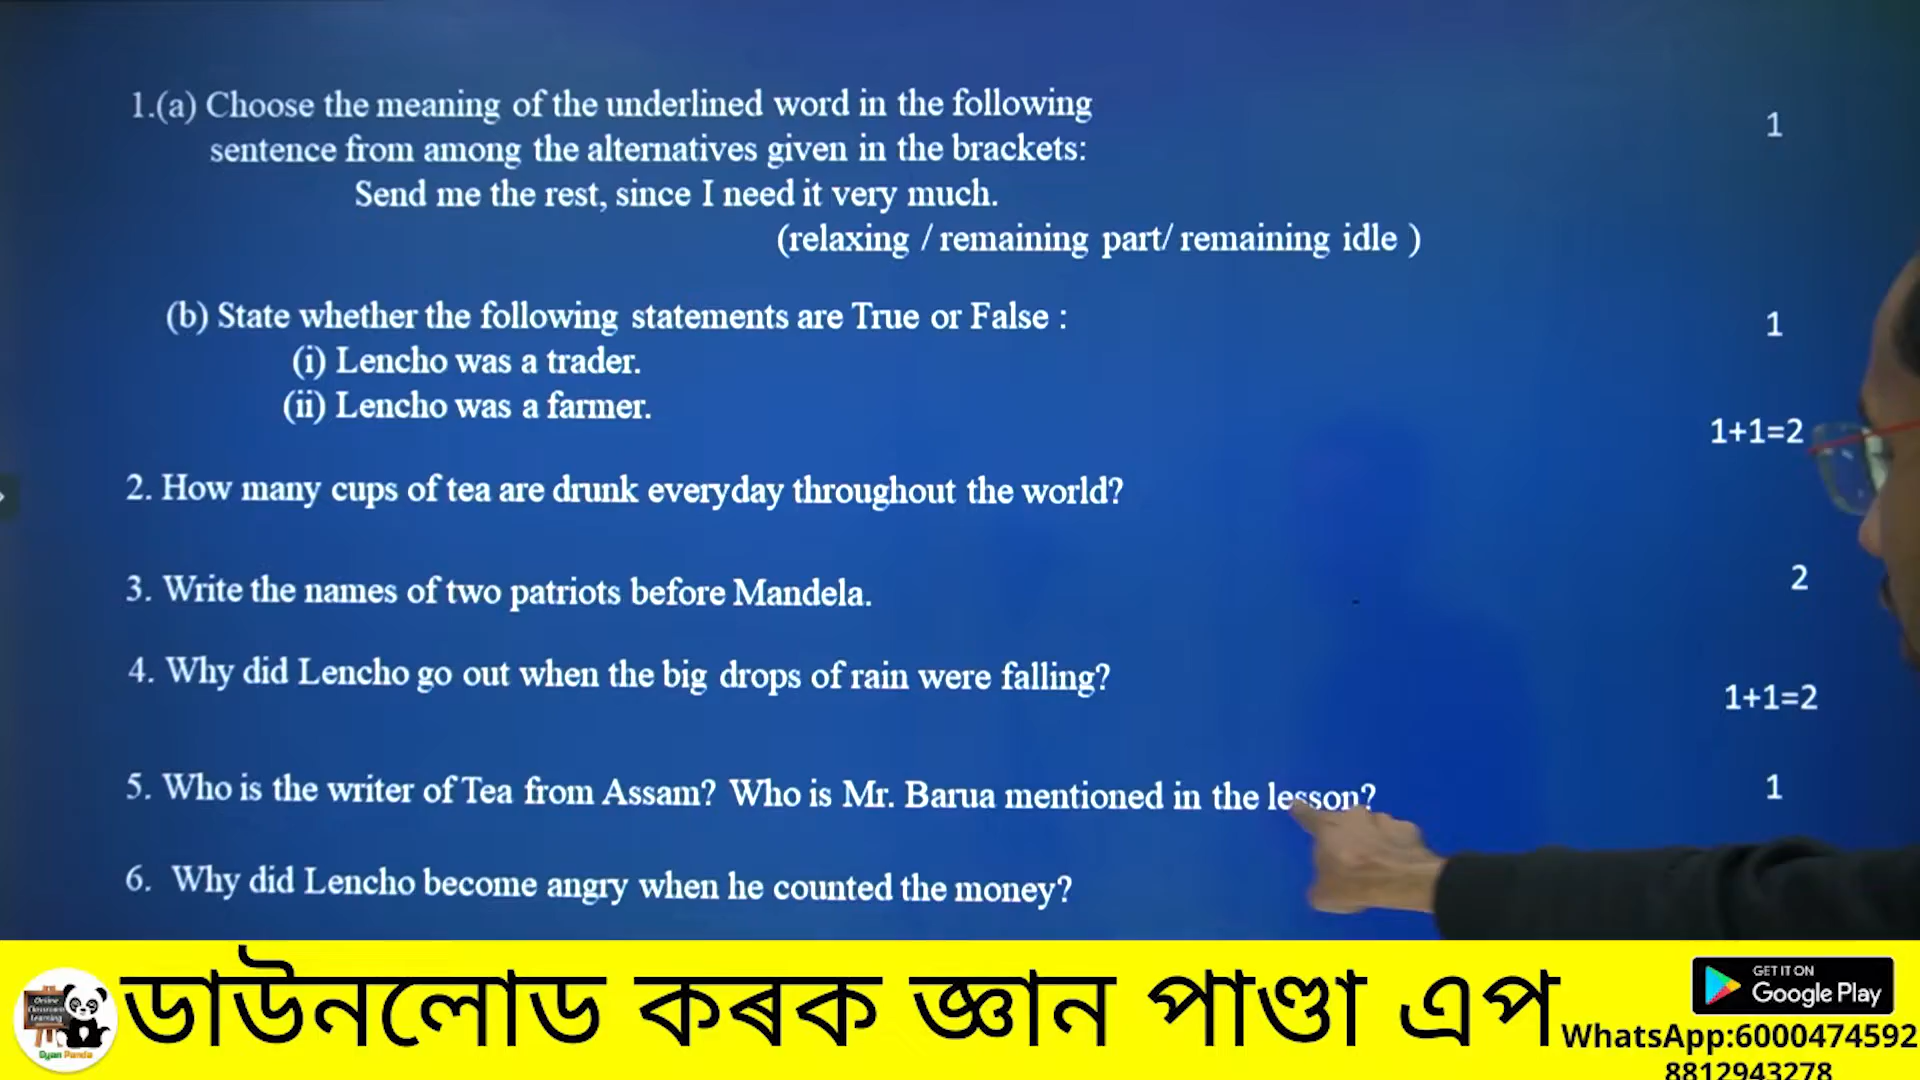 1.(a) Choose the meaning of the underlined word in the following
1
sentence from among the alternatives given in the brackets:
Send me the rest, since I need it very much.
(relaxing / remaining part/ remaining idle )
(b) State whether the following statements are True or False :
1
(i) Lencho was a trader.
(ii) Lencho was a farmer.
1+1=2
2. How many cups of tea are drunk everyday throughout the world?
3. Write the names of two patriots before Mandela.
2
4. Why did Lencho go out when the big drops of rain were falling?
1+1=2
5. Who is the writer of Tea from Assam? Who is Mr. Barua mentioned in the lesson?
1
6. Why did Lencho become angry when he counted the money?
ডাউনলোড কৰক জ্ঞান পাণ্ডা এপ
GET IT ON
Google Play
WhatsApp:6000474592
8812943278
Online
Classroom
Learning
Gyan Panda